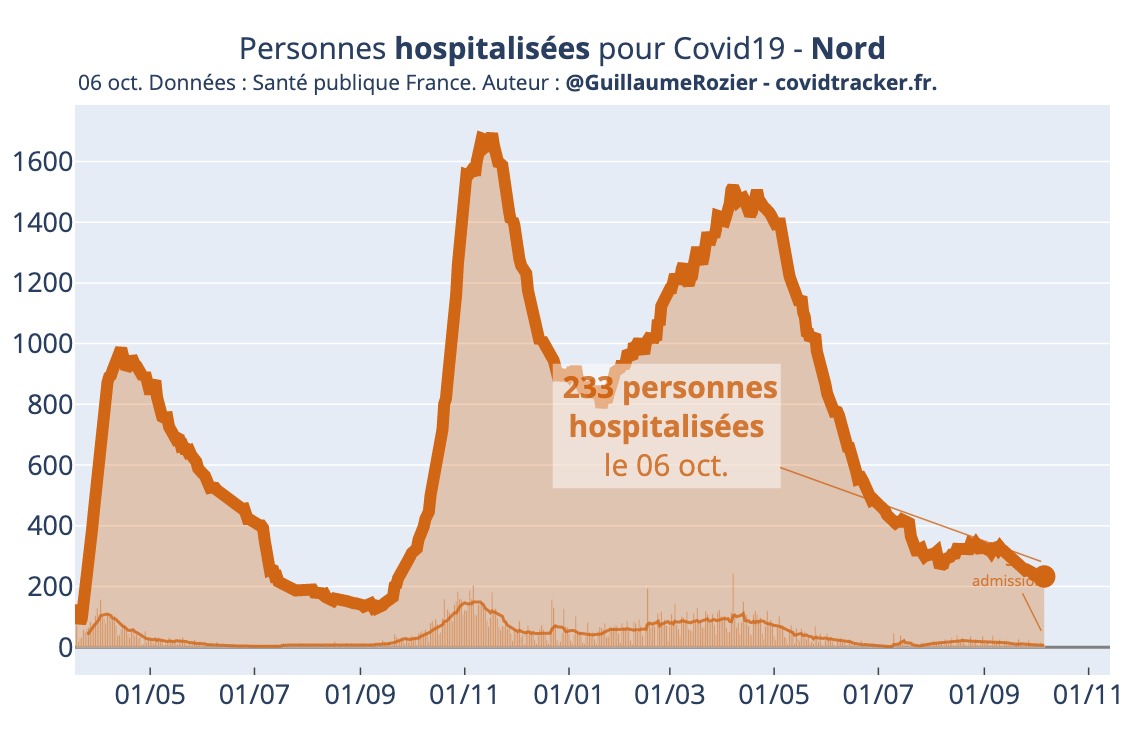 Personnes hospitalisées pour Covid19 - Nord
06 oct. Données : Santé publique France. Auteur : @GuillaumeRozier - covidtracker.fr.
1600
1400
1200
1000
800
600
400
200
0
233 personnes
hospitalisées
le 06 oct.
01/05 01/07 01/09 01/11 01/01 01/03 01/05 01/07 01/09 01/11